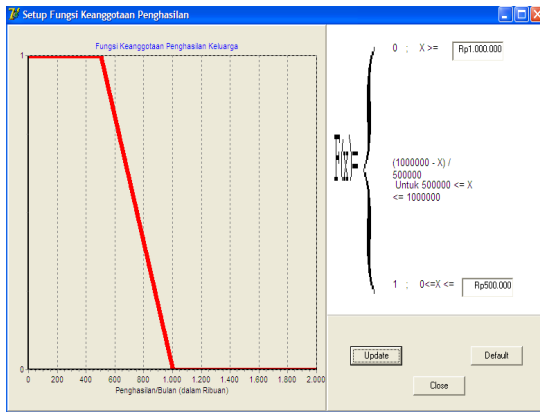 Setup Fungsi Keanggotaan Penghasilan
Fungsi Keanggotaan Penghasilan Keluarga
1
0
0 200 400 600 800 1.000 1.200 1.400 1.600 1.800 2.000
Penghasilan/Bulan (dalam Ribuan)
F(x)=
0 : X >= Rp1.000.000
(1000000 - X) /
500000
Untuk 500000 <= X
<= 1000000
1 : 0<=X <= Rp500.000
Update
Default
Close